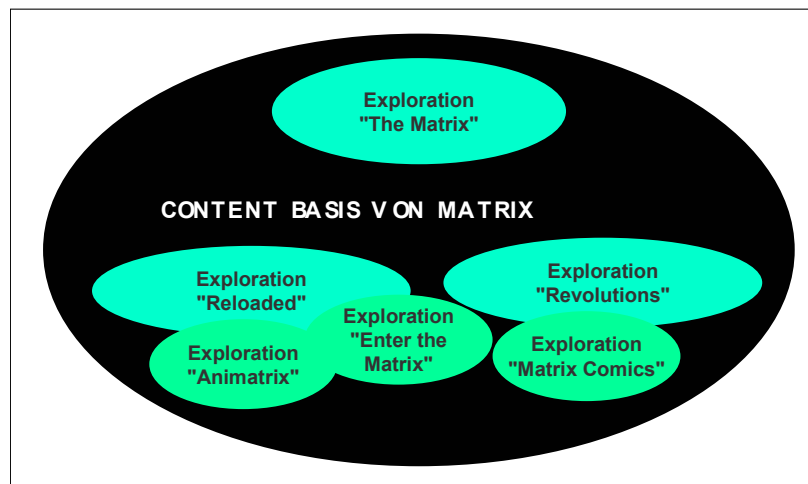 Exploration
"The Matrix"
CONTENT BASIS VON MATRIX
Exploration
"Reloaded"
Exploration
"Revolutions"
Exploration
"Enter the
Matrix"
Exploration
"Animatrix"
Exploration
"Matrix Comics"